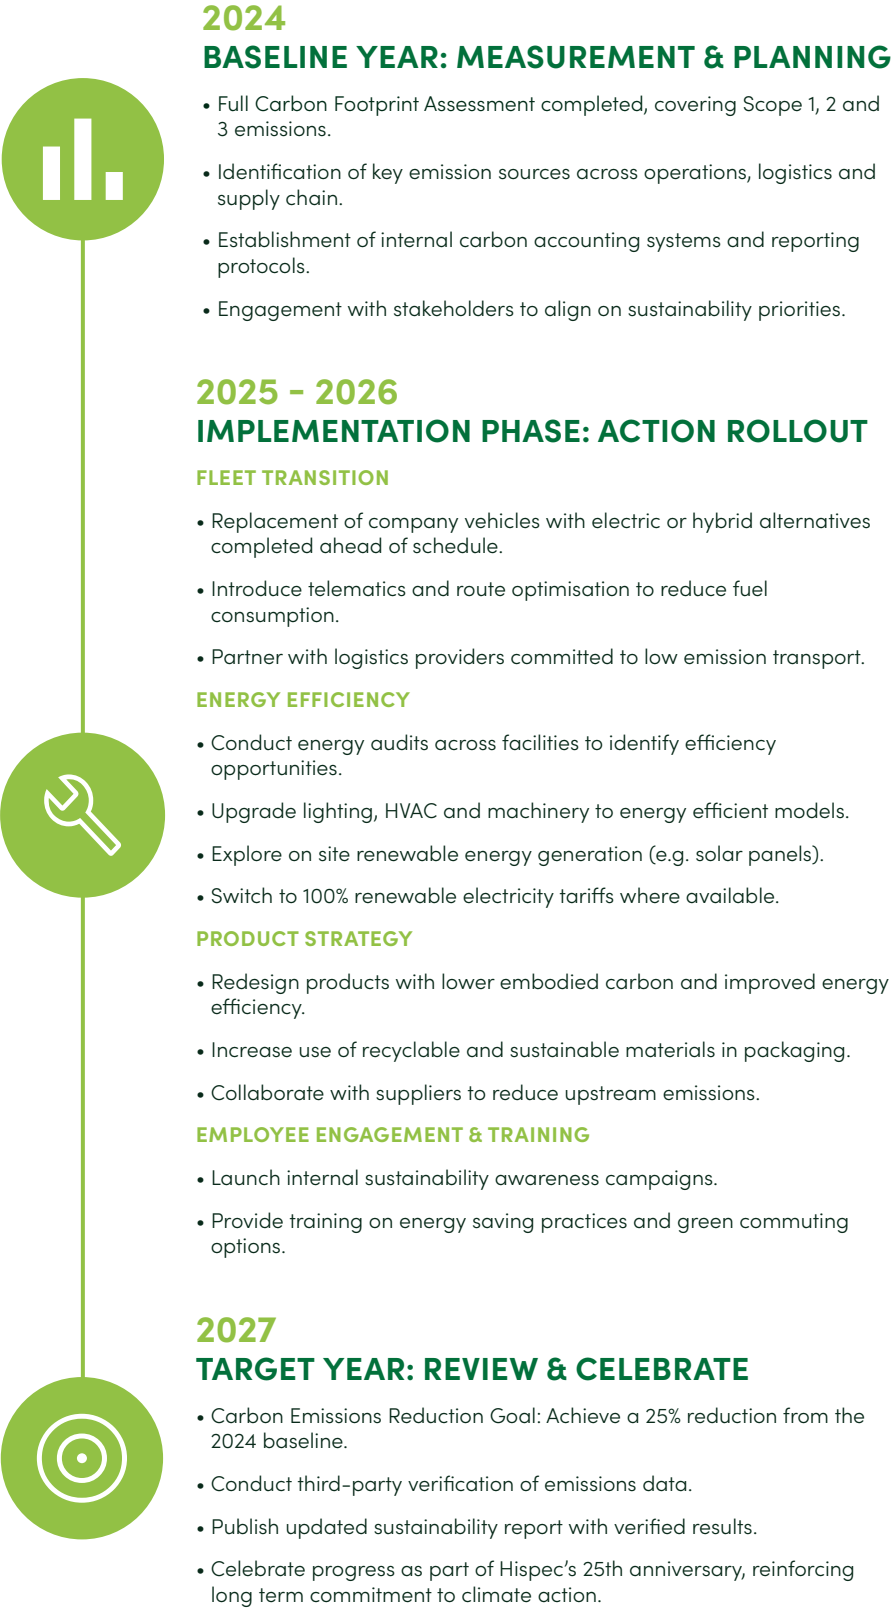 2024
BASELINE YEAR: MEASUREMENT & PLANNING
• Full Carbon Footprint Assessment completed, covering Scope 1, 2 and
3 emissions.
• Identification of key emission sources across operations, logistics and
supply chain.
• Establishment of internal carbon accounting systems and reporting
protocols.
• Engagement with stakeholders to align on sustainability priorities.
2025 - 2026
IMPLEMENTATION PHASE: ACTION ROLLOUT
FLEET TRANSITION
• Replacement of company vehicles with electric or hybrid alternatives
completed ahead of schedule.
• Introduce telematics and route optimisation to reduce fuel
consumption.
• Partner with logistics providers committed to low emission transport.
ENERGY EFFICIENCY
• Conduct energy audits across facilities to identify efficiency
opportunities.
• Upgrade lighting, HVAC and machinery to energy efficient models.
• Explore on site renewable energy generation (e.g. solar panels).
• Switch to 100% renewable electricity tariffs where available.
PRODUCT STRATEGY
• Redesign products with lower embodied carbon and improved energy
efficiency.
• Increase use of recyclable and sustainable materials in packaging.
• Collaborate with suppliers to reduce upstream emissions.
EMPLOYEE ENGAGEMENT & TRAINING
• Launch internal sustainability awareness campaigns.
• Provide training on energy saving practices and green commuting
options.
2027
TARGET YEAR: REVIEW & CELEBRATE
• Carbon Emissions Reduction Goal: Achieve a 25% reduction from the
2024 baseline.
• Conduct third-party verification of emissions data.
• Publish updated sustainability report with verified results.
• Celebrate progress as part of Hispec's 25th anniversary, reinforcing
long term commitment to climate action.